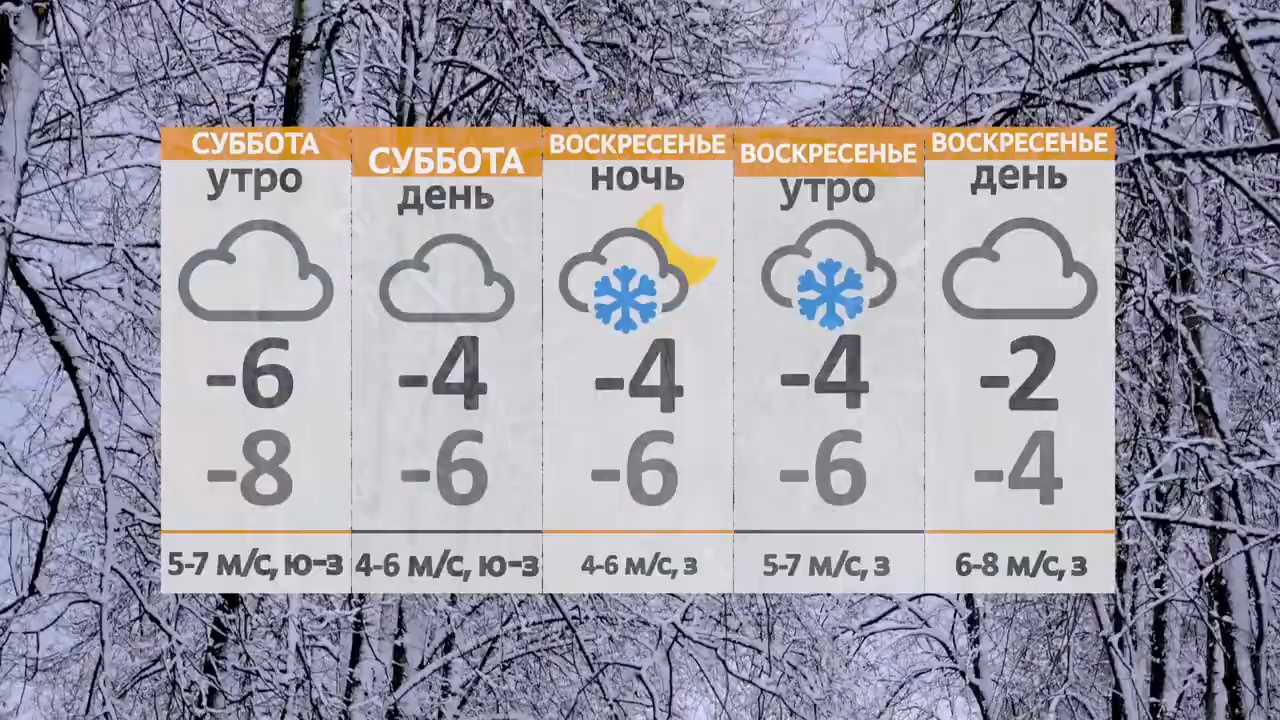 СУББОТА
утро
-6
-8
5-7 м/с, ю-з
СУББОТА
день
-4
-6
4-6 м/с, ю-з
ВОСКРЕСЕНЬЕ
ночь
-4
-6
4-6 м/с, з
ВОСКРЕСЕНЬЕ
утро
-4
-6
5-7 м/с, з
ВОСКРЕСЕНЬЕ
день
-2
-4
6-8 м/с, з